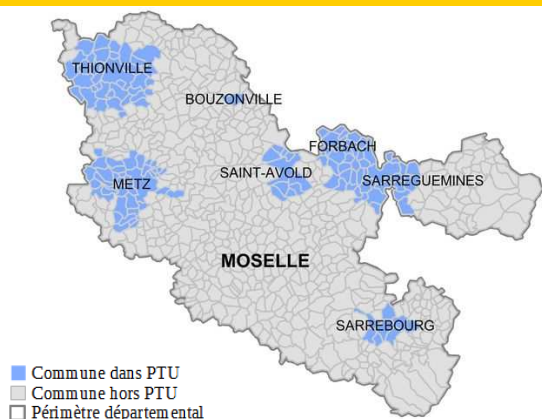 THIONVILLE
BOUZONVILLE
FORBACH
SAINT-AVOLD
SARREGUEMINES
METZ
MOSELLE
SARREBOURG
Commune dans PTU
Commune hors PTU
Périmètre départemental